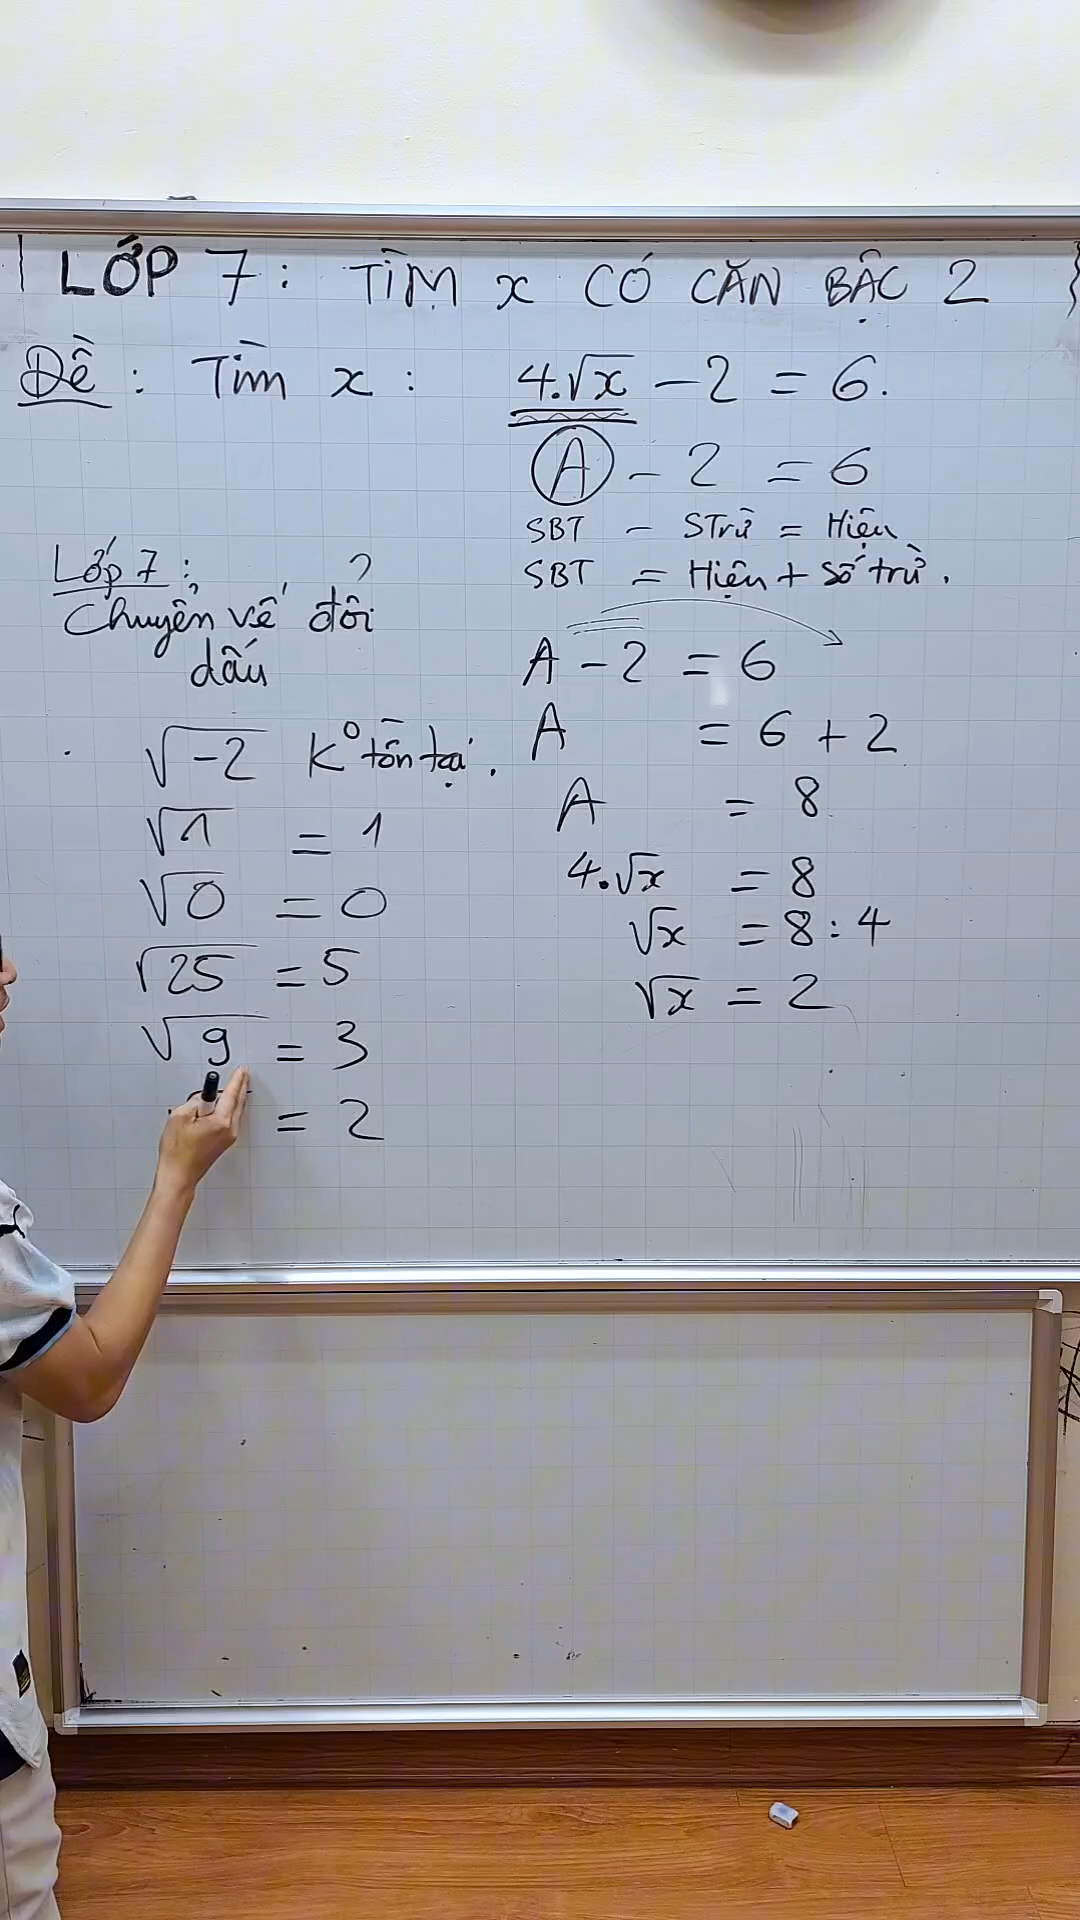 LỚP 7: TÌM x CÓ CĂN BẬC 2
Đề: Tìm x: 4.√x - 2 = 6.
A - 2 = 6
SBT - STrừ = Hiệu
SBT = Hiệu + Số trừ.
Lớp 7: ?
Chuyển vế đổi
dấu
A - 2 = 6
A = 6 + 2
A = 8
4.√x = 8
√x = 8 : 4
√x = 2
√-2 K° tồn tại.
√1 = 1
√0 = 0
√25 = 5
√9 = 3
= 2